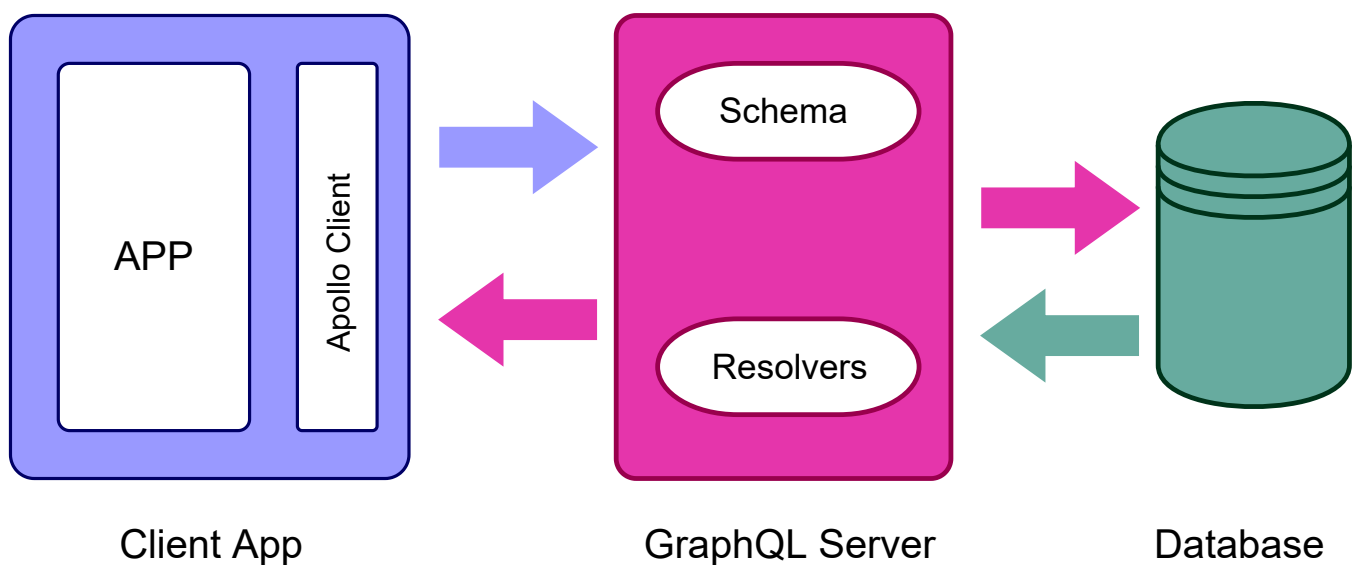 Schema
APP
Apollo Client
Resolvers
Client App
GraphQL Server
Database